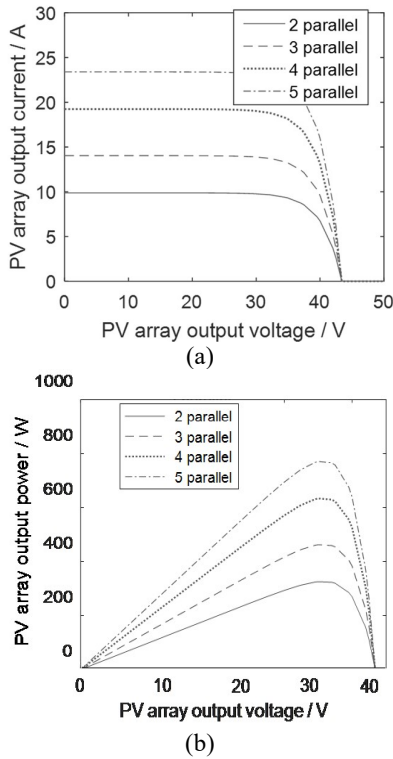 PV array output current / A
30
25
20
15
10
5
0
2 parallel
3 parallel
4 parallel
5 parallel
0 10 20 30 40 50
PV array output voltage / V
(a)
PV array output power / W
1000
800
600
400
200
0
2 parallel
3 parallel
4 parallel
5 parallel
0 10 20 30 40
PV array output voltage / V
(b)